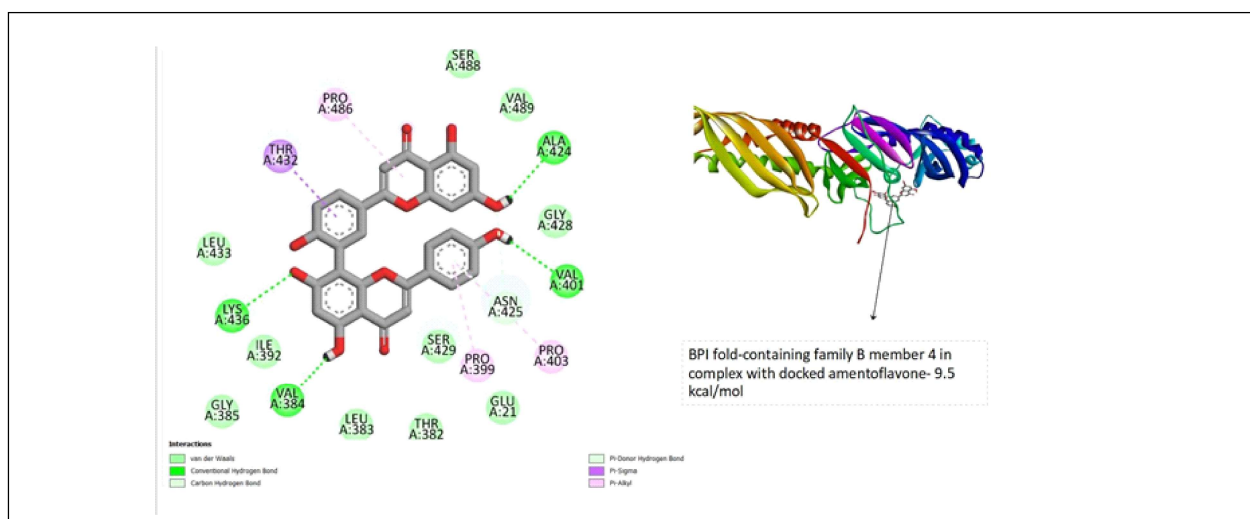 SER
A:488
PRO
A:486
VAL
A:489
ALA
A:424
THR
A:432
GLY
A:428
LEU
A:433
VAL
A:401
LYS
A:436
ASN
A:425
ILE
A:392
SER
A:429
PRO
A:403
PRO
A:399
VAL
A:384
GLY
A:385
GLU
A:21
LEU
A:383
THR
A:382
Interactions
van der Waals
Conventional Hydrogen Bond
Carbon Hydrogen Bond
Pi-Donor Hydrogen Bond
Pi-Sigma
Pi-Alkyl
BPI fold-containing family B member 4 in
complex with docked amentoflavone- 9.5
kcal/mol